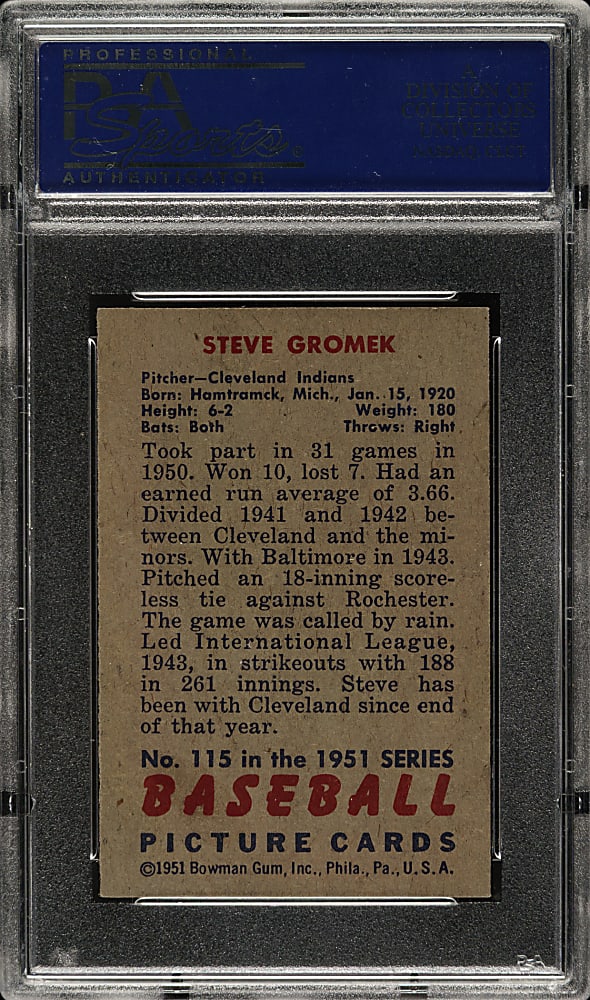 PROFESSIONAL
PSA
Sports
AUTHENTICATOR
A
DIVISION OF
COLLECTORS
UNIVERSE
NASDAQ: CLCT
STEVE GROMEK
Pitcher—Cleveland Indians
Born: Hamtramck, Mich., Jan. 15, 1920
Height: 6-2 Weight: 180
Bats: Both Throws: Right
Took part in 31 games in
1950. Won 10, lost 7. Had an
earned run average of 3.66.
Divided 1941 and 1942 be-
tween Cleveland and the mi-
nors. With Baltimore in 1943.
Pitched an 18-inning score-
less tie against Rochester.
The game was called by rain.
Led International League,
1943, in strikeouts with 188
in 261 innings. Steve has
been with Cleveland since end
of that year.
No. 115 in the 1951 SERIES
BASEBALL
PICTURE CARDS
©1951 Bowman Gum, Inc., Phila., Pa., U.S.A.
PSA